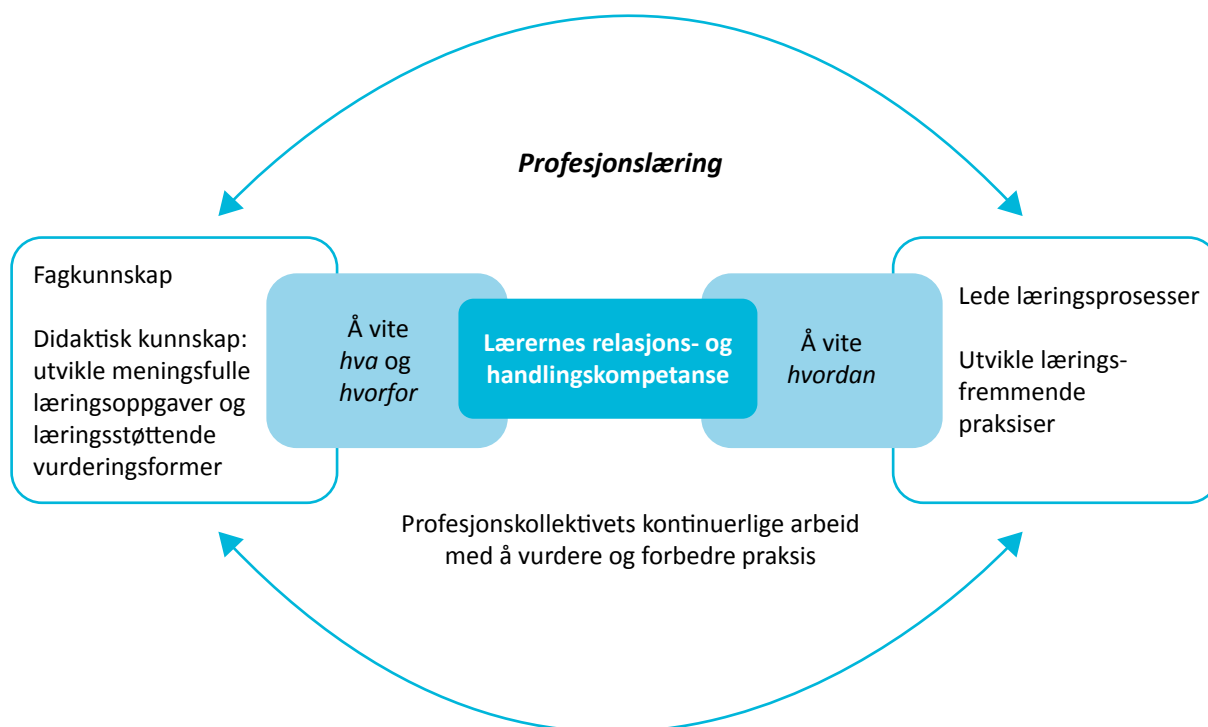 Profesjonslæring
Fagkunnskap
Didaktisk kunnskap:
utvikle meningsfulle
læringsoppgaver og
læringsstøttende
vurderingsformer
Å vite
hva og
hvorfor
Lærernes relasjons- og
handlingskompetanse
Å vite
hvordan
Lede læringsprosesser
Utvikle lærings-
fremmende
praksiser
Profesjonskollektivets kontinuerlige arbeid
med å vurdere og forbedre praksis